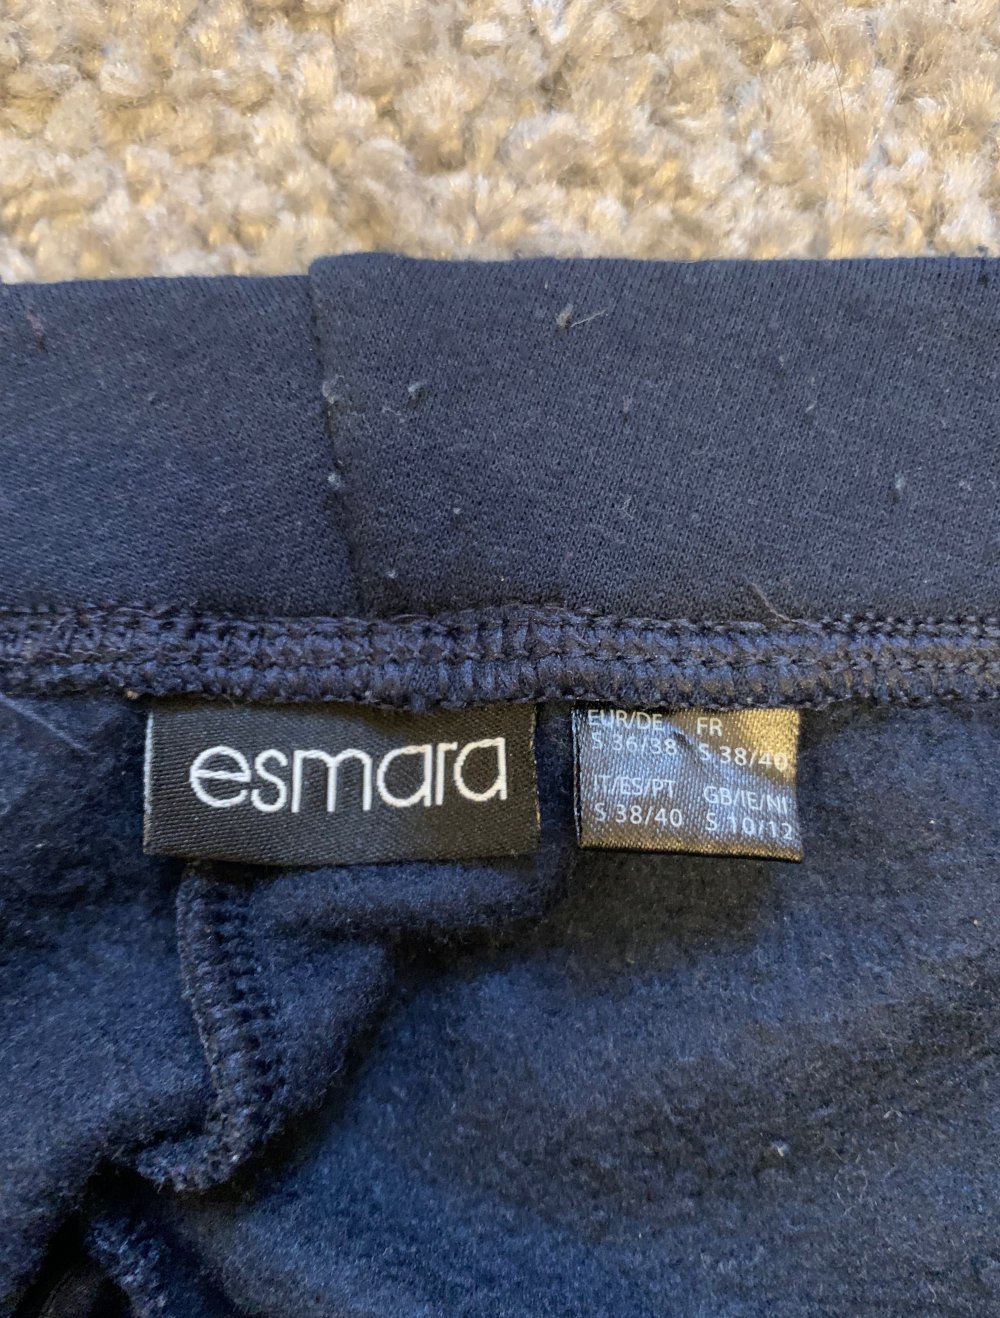 esmara
EUR/DE FR
S 36/38 S 38/40
IT/ES/PT GB/IE/NI
S 38/40 S 10/12